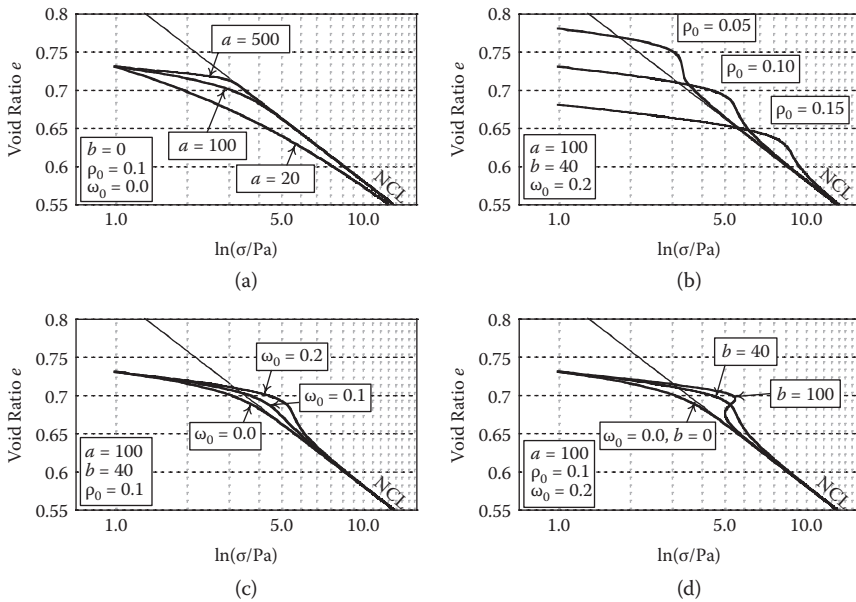 0.8
0.75
0.7
0.65
0.6
0.55
Void Ratio e
a = 500
a = 100
a = 20
b = 0
ρ0 = 0.1
ω0 = 0.0
NCL
1.0
5.0
10.0
ln(σ/Pa)
(a)
0.8
0.75
0.7
0.65
0.6
0.55
Void Ratio e
ρ0 = 0.05
ρ0 = 0.10
ρ0 = 0.15
a = 100
b = 40
ω0 = 0.2
NCL
1.0
5.0
10.0
ln(σ/Pa)
(b)
0.8
0.75
0.7
0.65
0.6
0.55
Void Ratio e
ω0 = 0.2
ω0 = 0.1
ω0 = 0.0
a = 100
b = 40
ρ0 = 0.1
NCL
1.0
5.0
10.0
ln(σ/Pa)
(c)
0.8
0.75
0.7
0.65
0.6
0.55
Void Ratio e
b = 40
b = 100
ω0 = 0.0, b = 0
a = 100
ρ0 = 0.1
ω0 = 0.2
NCL
1.0
5.0
10.0
ln(σ/Pa)
(d)